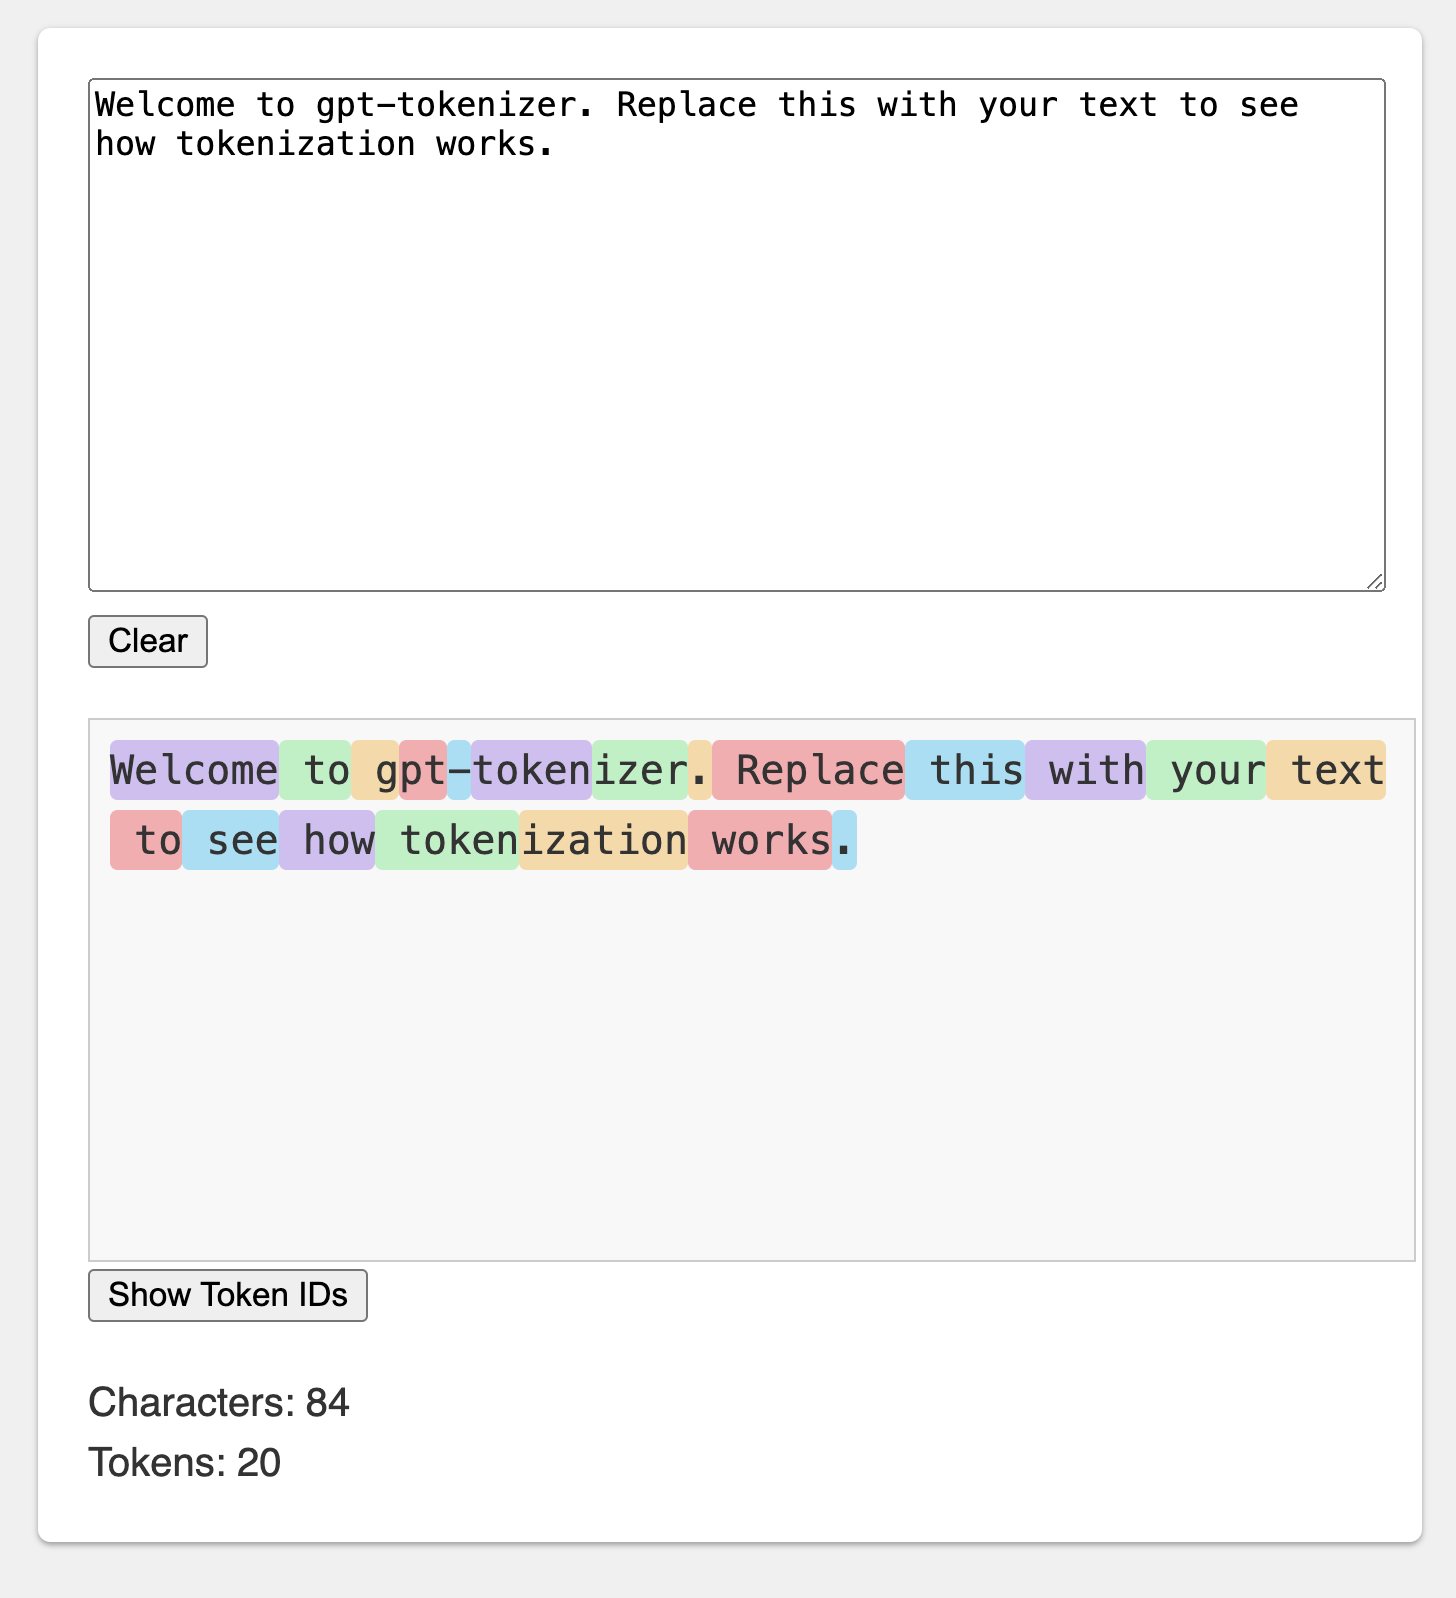 Welcome to gpt-tokenizer. Replace this with your text to see
how tokenization works.
Clear
Welcome to gpt-tokenizer. Replace this with your text
to see how tokenization works.
Show Token IDs
Characters: 84
Tokens: 20